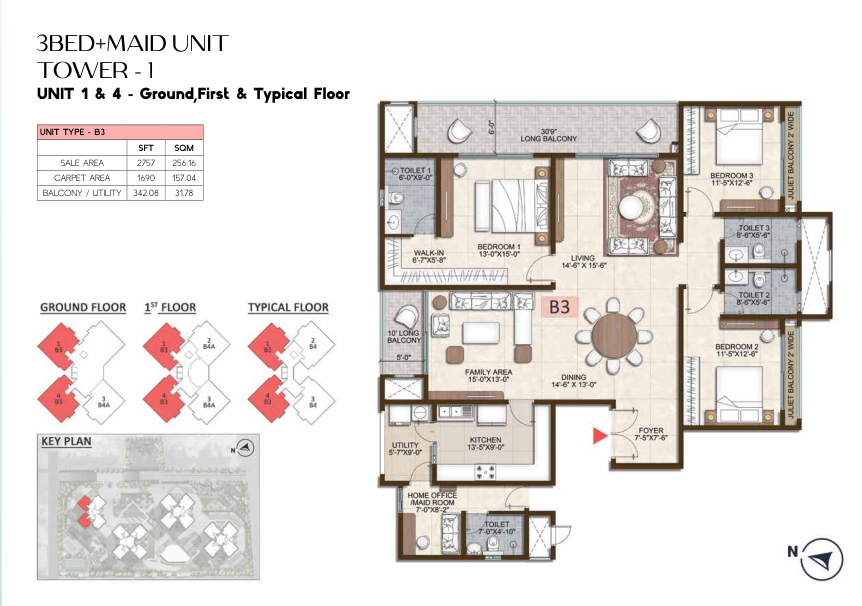 3BED+MAID UNIT
TOWER - 1
UNIT 1 & 4 - Ground,First & Typical Floor
UNIT TYPE - B3
SFT SQM
SALE AREA 2757 256.16
CARPET AREA 1690 157.04
BALCONY / UTILITY 342.08 31.78
GROUND FLOOR 1ST FLOOR TYPICAL FLOOR
1
B3
4
B3
3
B4A
1
B3
2
B4A
4
B3
3
B4A
1
B3
2
B4
4
B3
3
B4
KEY PLAN
N
6'-0"
30'9"
LONG BALCONY
TOILET 1
6'-0"X9'-0"
BEDROOM 1
13'-0"X15'-0"
WALK-IN
6'-7"X5'-8"
LIVING
14'-6" X 15'-6"
BEDROOM 3
11'-5"X12'-6"
JULIET BALCONY 2' WIDE
TOILET 3
8'-6"X5'-6"
TOILET 2
8'-6"X5'-6"
B3
10' LONG
BALCONY
5'-0"
FAMILY AREA
15'-0"X13'-0"
DINING
14'-6" X 13'-0"
BEDROOM 2
11'-5"X12'-6"
JULIET BALCONY 2' WIDE
UTILITY
5'-7"X9'-0"
KITCHEN
13'-5"X9'-0"
FOYER
7'-5"X7'-6"
HOME OFFICE
/MAID ROOM
7'-0"X8'-2"
TOILET
7'-0"X4'-10"
N